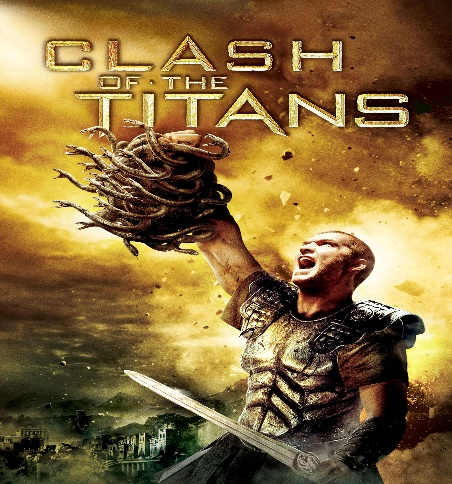 CLASH
OF THE
TITANS